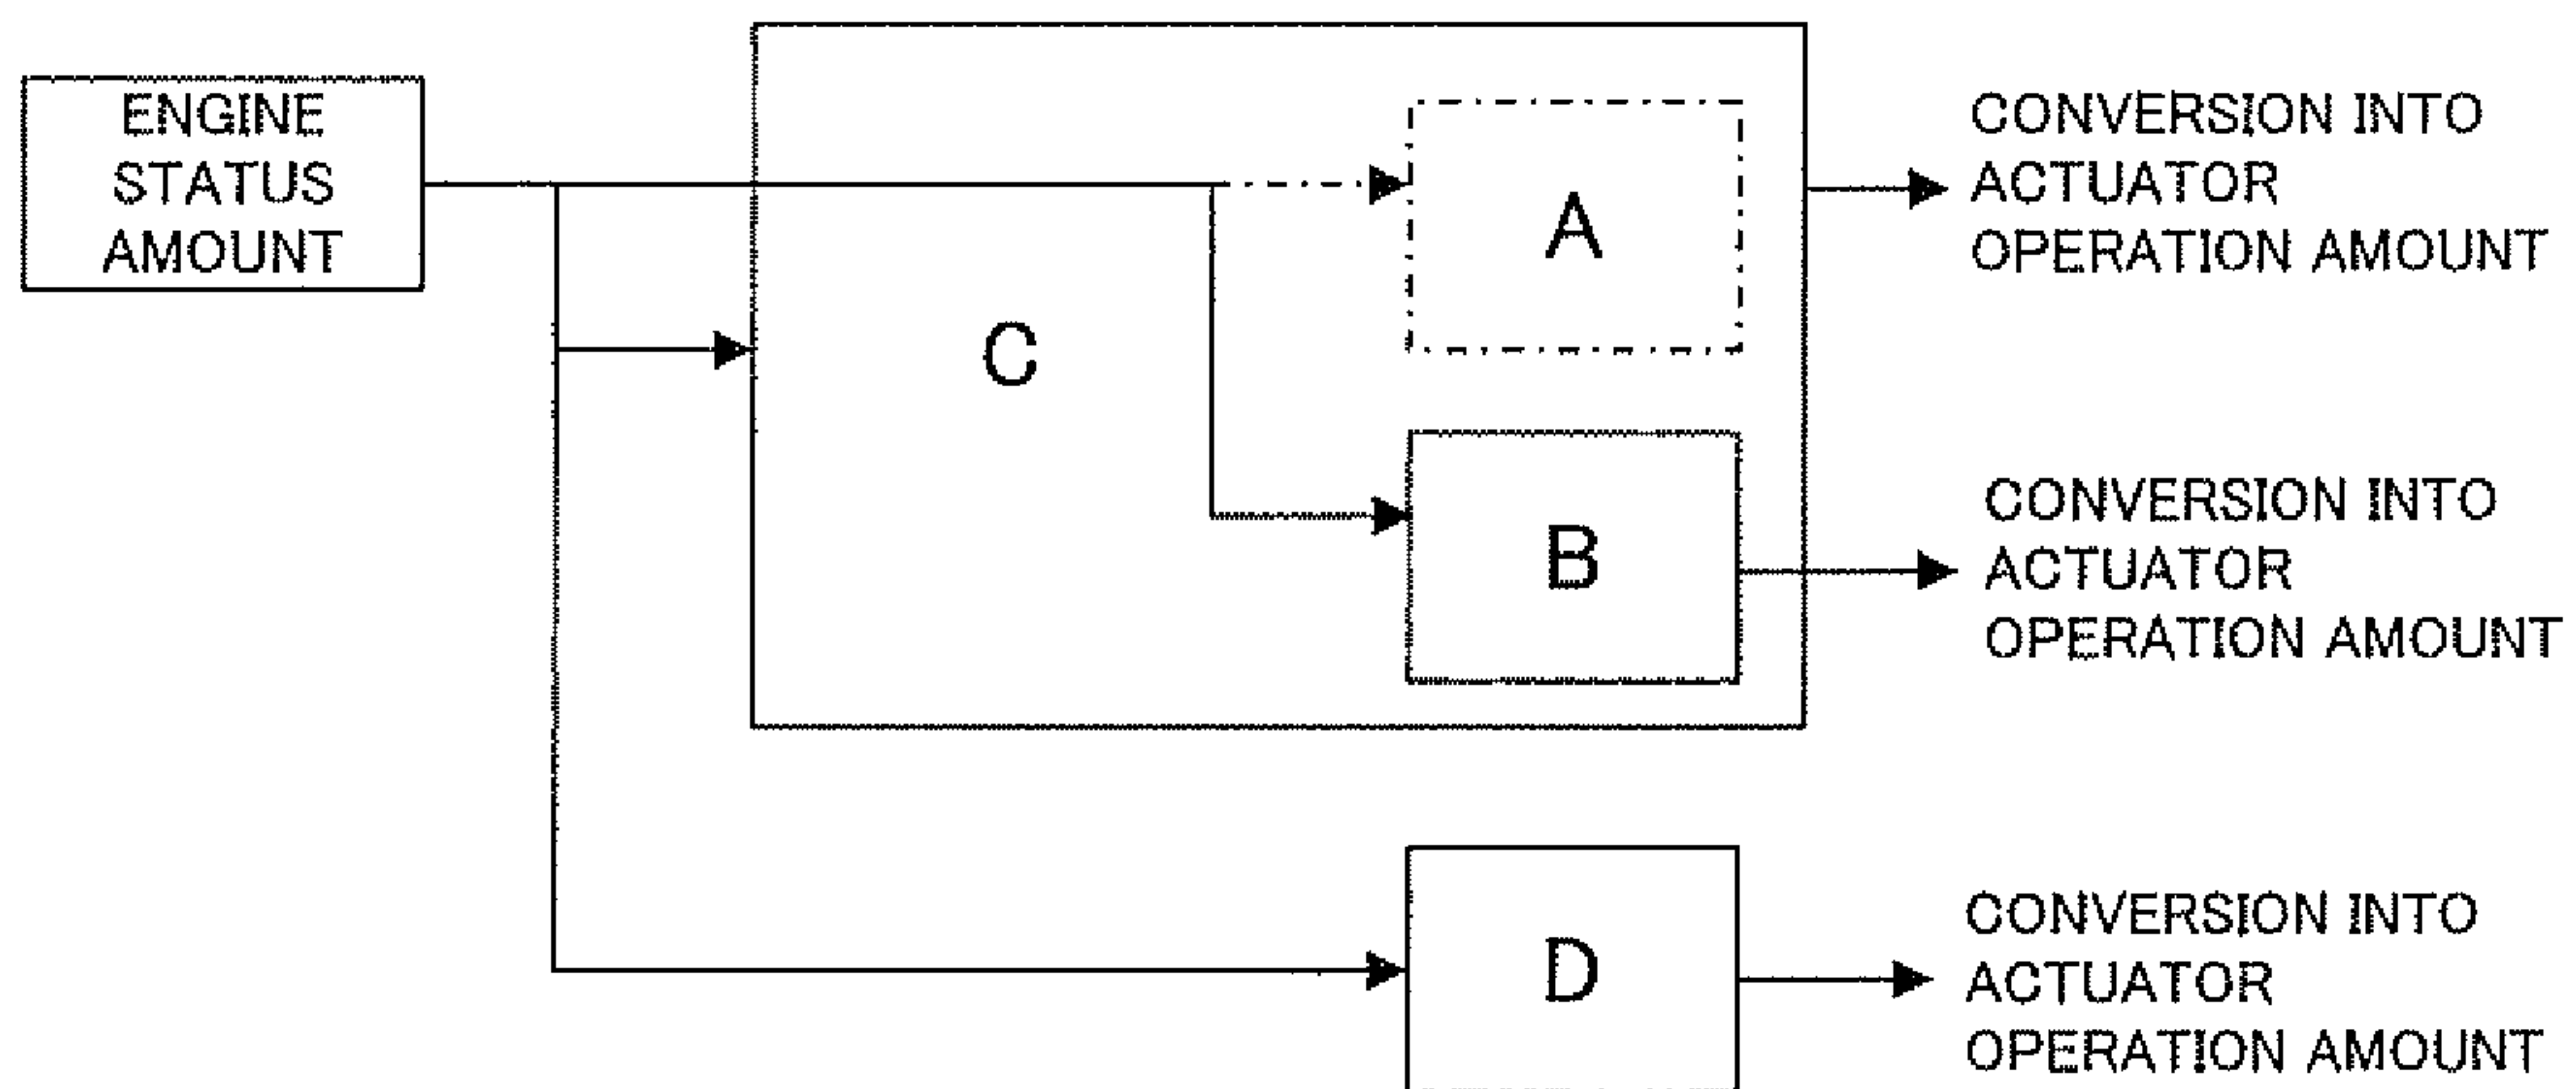 ENGINE
STATUS
AMOUNT
A
CONVERSION INTO
ACTUATOR
OPERATION AMOUNT
C
B
CONVERSION INTO
ACTUATOR
OPERATION AMOUNT
D
CONVERSION INTO
ACTUATOR
OPERATION AMOUNT